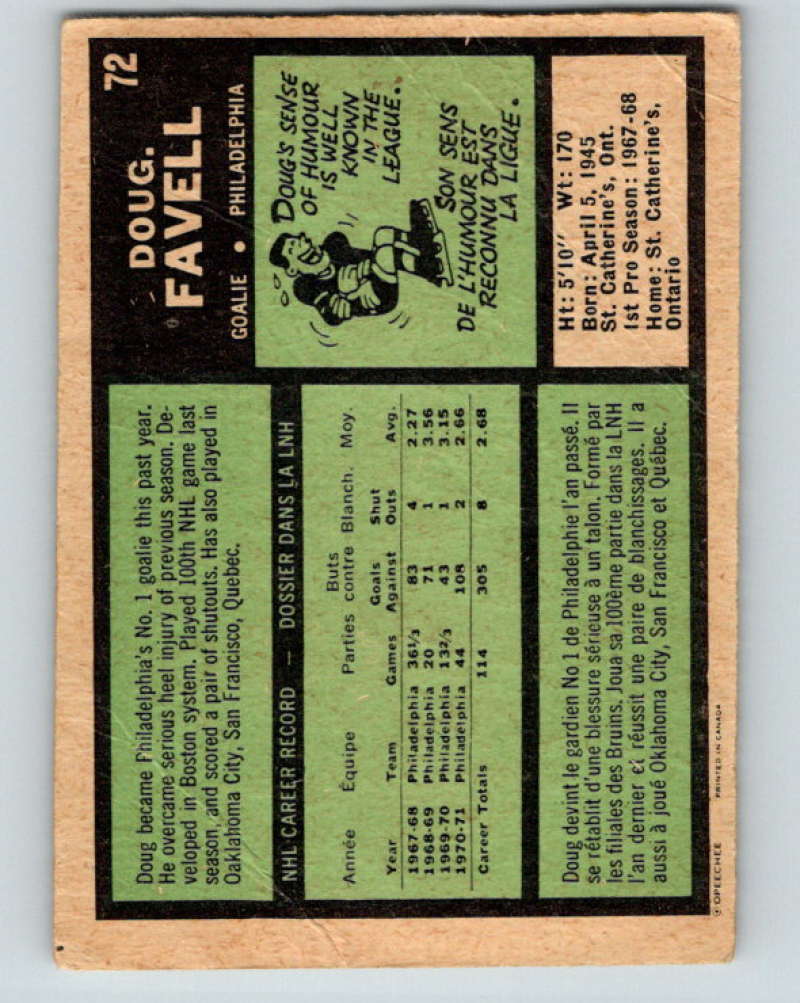 72
DOUG.
FAVELL
GOALIE • PHILADELPHIA
DOUG'S SENSE
OF HUMOUR
IS WELL
KNOWN
IN THE
LEAGUE.
SON SENS
DE L'HUMOUR EST
RECONNU DANS
LA LIGUE.
Ht: 5'10" Wt: 170
Born: April 5, 1945
St. Catherine's, Ont.
1st Pro Season: 1967-68
Home: St. Catherine's,
Ontario
Doug became Philadelphia's No. 1 goalie this past year.
He overcame serious heel injury of previous season. De-
veloped in Boston system. Played 100th NHL game last
season, and scored a pair of shutouts. Has also played in
Oaklahoma City, San Francisco, Quebec.
NHL CAREER RECORD — DOSSIER DANS LA LNH
Année Équipe Parties Buts contre Blanch. Moy.
Year Team Games Goals Against Shut Outs Avg.
1967-68 Philadelphia 36⅓ 83 4 2.27
1968-69 Philadelphia 20 71 1 3.56
1969-70 Philadelphia 13⅔ 43 1 3.15
1970-71 Philadelphia 44 108 2 2.66
Career Totals 114 305 8 2.68
Doug devint le gardien No 1 de Philadelphie l'an passé. Il
se rétablit d'une blessure sérieuse à un talon. Formé par
les filiales des Bruins. Joua sa 100ème partie dans la LNH
l'an dernier et réussit une paire de blanchissages. Il a
aussi à joué Oklahoma City, San Francisco et Québec.
© OPEECHEE PRINTED IN CANADA